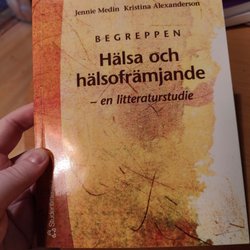 Jennie Medin Kristina Alexanderson
BEGREPPEN
Hälsa och
hälsofrämjande
– en litteraturstudie